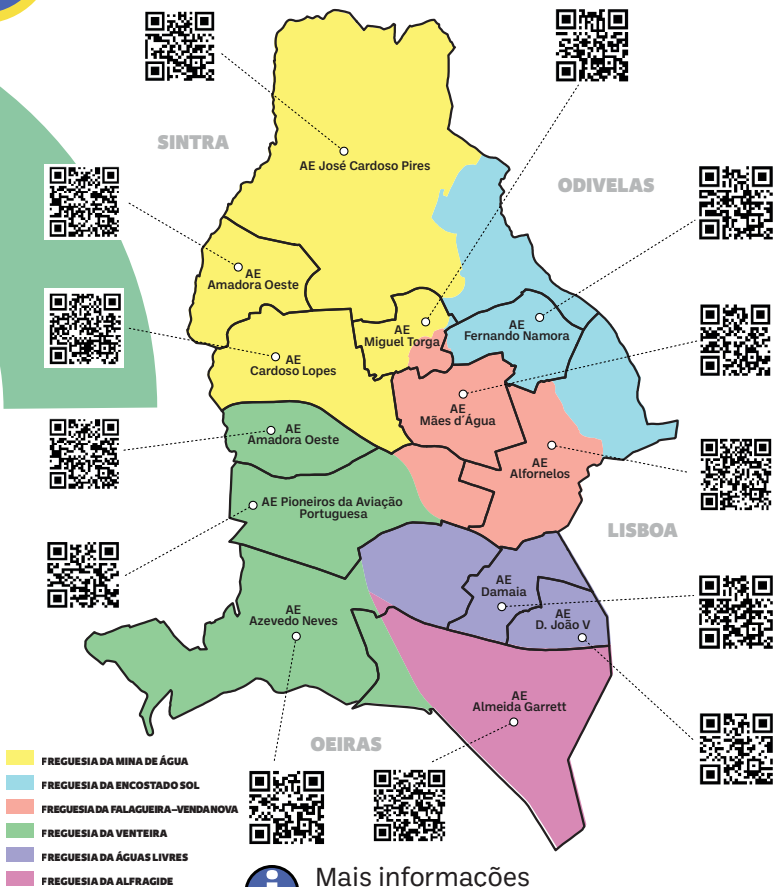 SINTRA
ODIVELAS
AE José Cardoso Pires
AE
Amadora Oeste
AE
Miguel Torga
AE
Fernando Namora
AE
Cardoso Lopes
AE
Mães d´Água
AE
Amadora Oeste
AE
Alfornelos
AE Pioneiros da Aviação
Portuguesa
LISBOA
AE
Damaia
AE
D. João V
AE
Azevedo Neves
AE
Almeida Garrett
OEIRAS
FREGUESIA DA MINA DE ÁGUA
FREGUESIA DA ENCOSTADO SOL
FREGUESIA DA FALAGUEIRA–VENDA NOVA
FREGUESIA DA VENTEIRA
FREGUESIA DA ÁGUAS LIVRES
FREGUESIA DA ALFRAGIDE
Mais informações